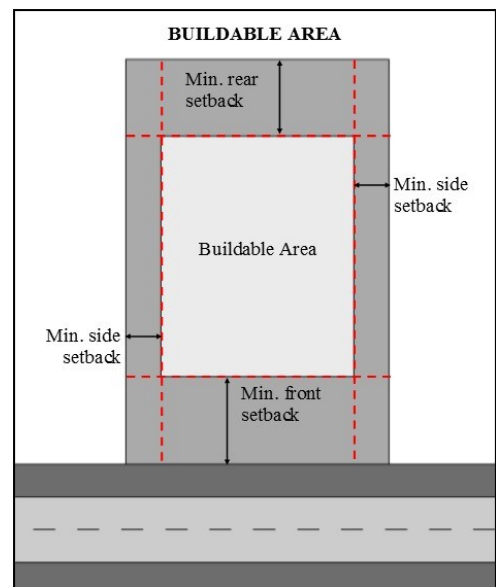 BUILDABLE AREA
Min. rear
setback
Min. side
setback
Buildable Area
Min. side
setback
Min. front
setback